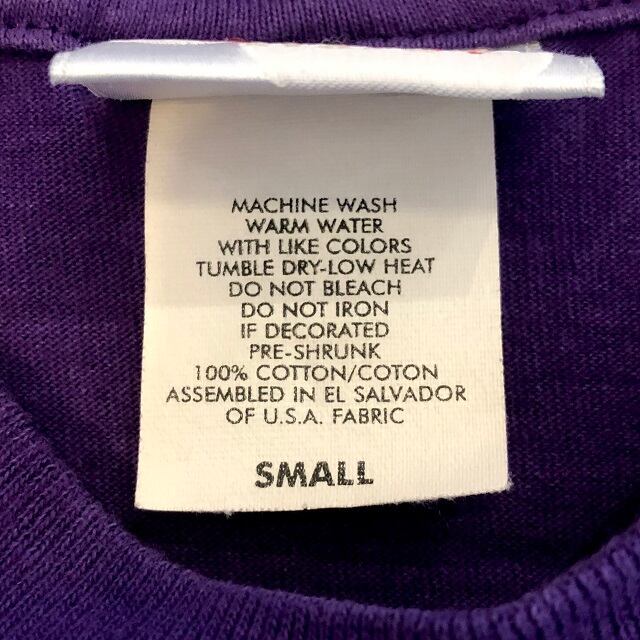 MACHINE WASH
WARM WATER
WITH LIKE COLORS
TUMBLE DRY-LOW HEAT
DO NOT BLEACH
DO NOT IRON
IF DECORATED
PRE-SHRUNK
100% COTTON/COTON
ASSEMBLED IN EL SALVADOR
OF U.S.A. FABRIC
SMALL